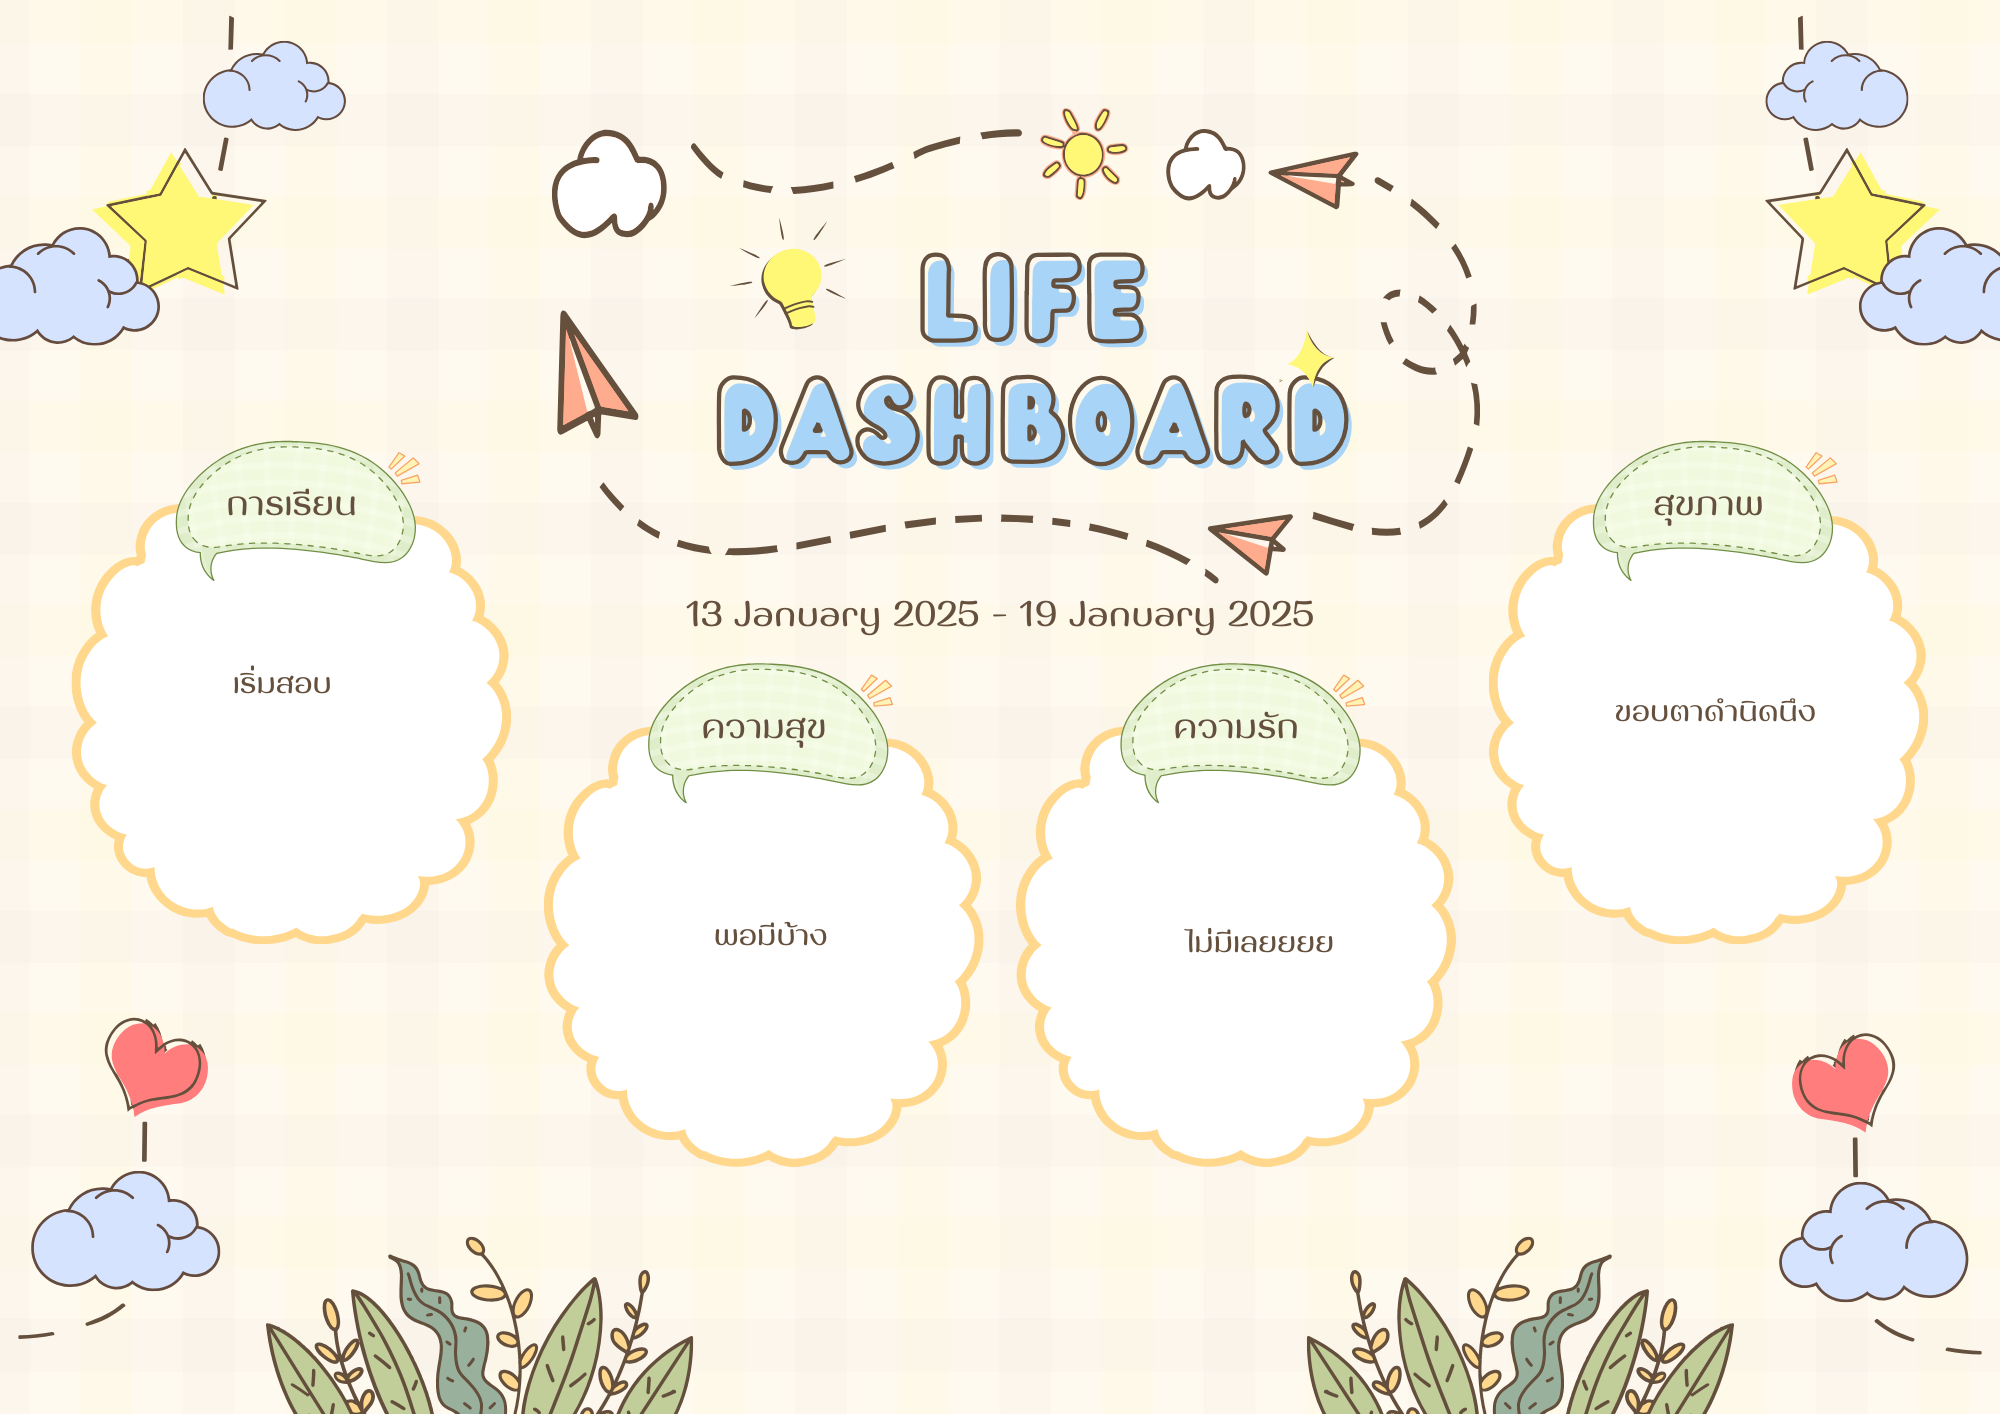 LIFE
DASHBOARD
13 January 2025 - 19 January 2025
การเรียน
เริ่มสอบ
ความสุข
พอมีบ้าง
ความรัก
ไม่มีเลยยยย
สุขภาพ
ขอบตาดำนิดนึง